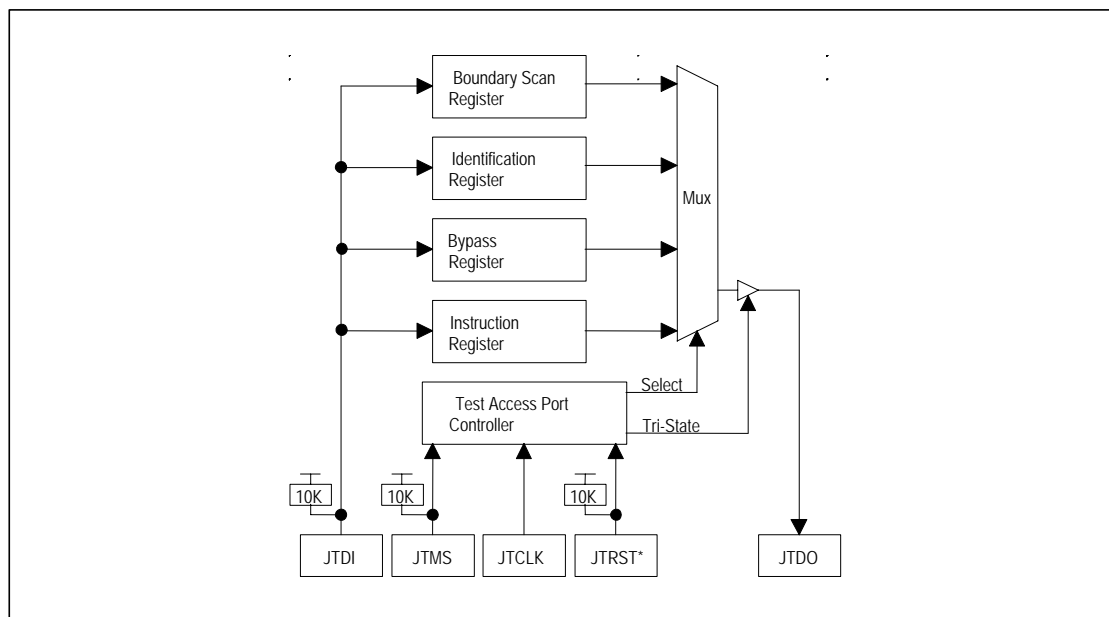 Boundary Scan
Register
Identification
Register
Mux
Bypass
Register
Instruction
Register
Select
Test Access Port
Controller
Tri-State
10K
10K
10K
JTDI
JTMS
JTCLK
JTRST*
JTDO